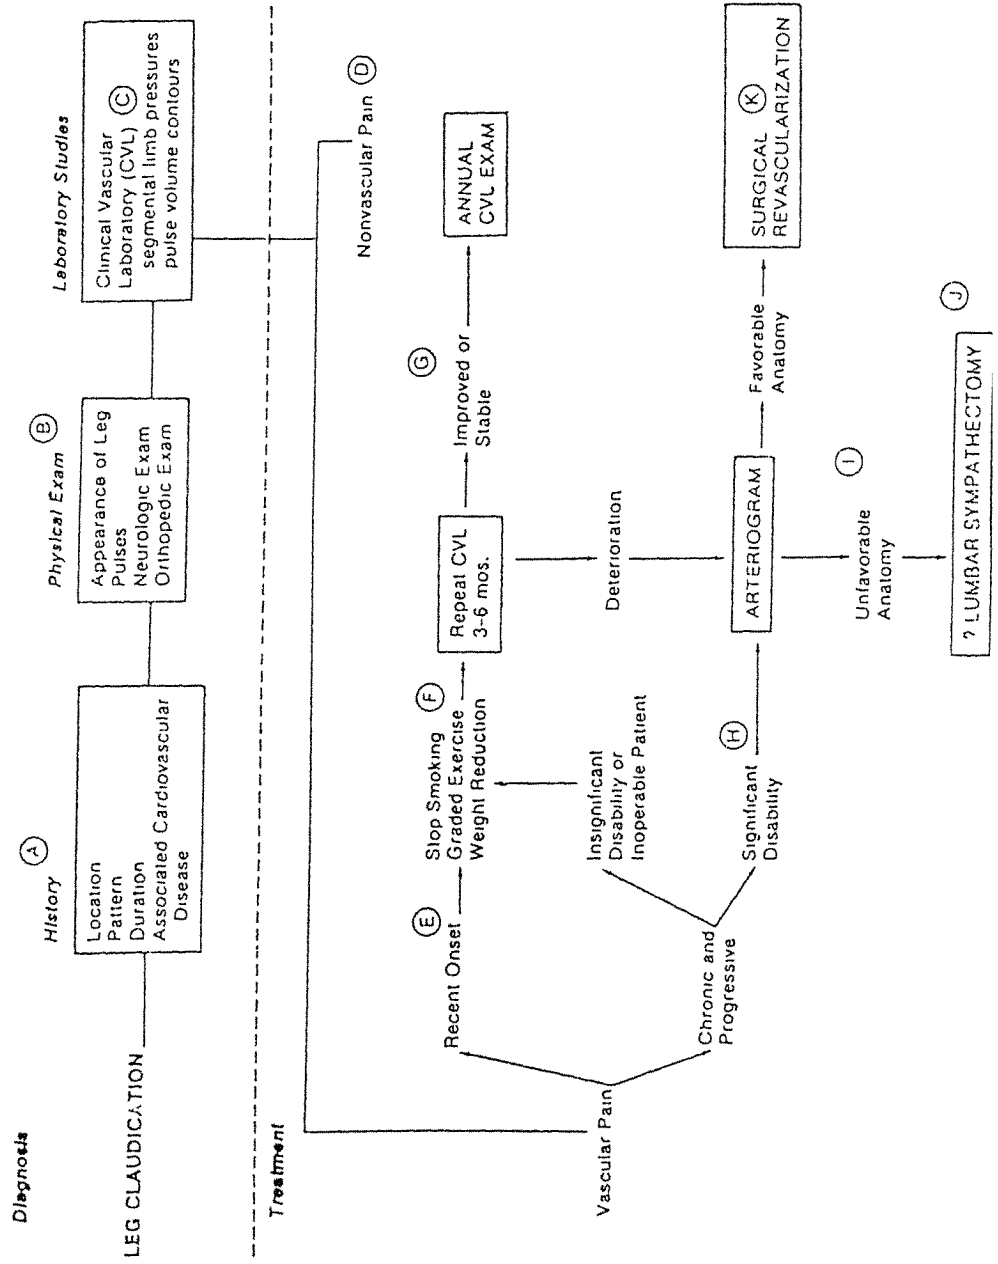 Diagnosis
History (A)
Physical Exam (B)
Laboratory Studies
LEG CLAUDICATION
Location
Pattern
Duration
Associated Cardiovascular
Disease
Appearance of Leg
Pulses
Neurologic Exam
Orthopedic Exam
Clinical Vascular
Laboratory (CVL) (C)
segmental limb pressures
pulse volume contours
Treatment
Vascular Pain
Nonvascular Pain (D)
Recent Onset (E)
Stop Smoking
Graded Exercise (F)
Weight Reduction
Repeat CVL
3-6 mos.
Improved or
Stable
(G)
ANNUAL
CVL EXAM
Insignificant
Disability or
Inoperable Patient
Deterioration
Chronic and
Progressive
Significant (H)
Disability
ARTERIOGRAM
Favorable
Anatomy
SURGICAL (K)
REVASCULARIZATION
Unfavorable
Anatomy
(I)
? LUMBAR SYMPATHECTOMY
(J)